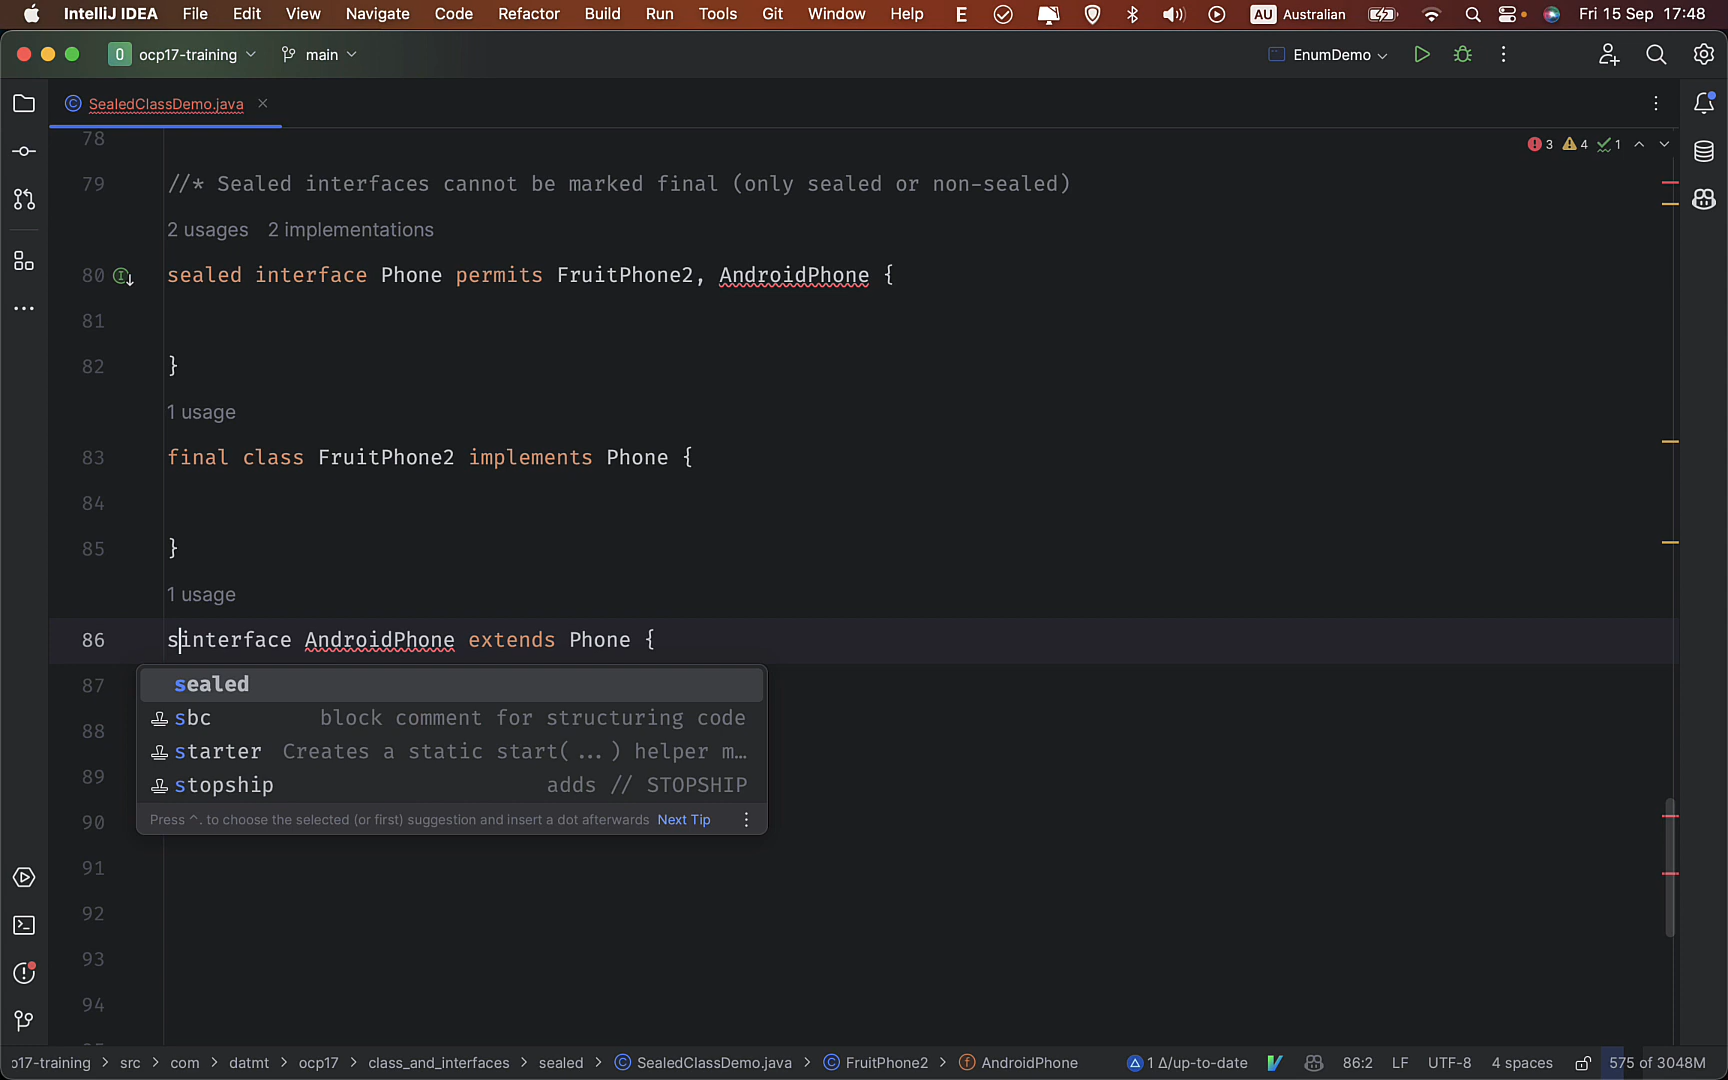 IntelliJ IDEA File Edit View Navigate Code Refactor Build Run Tools Git Window Help E AU Australian Fri 15 Sep 17:48
0 ocp17-training main EnumDemo
SealedClassDemo.java
78
3 4 1
79 //* Sealed interfaces cannot be marked final (only sealed or non-sealed)
2 usages 2 implementations
80 sealed interface Phone permits FruitPhone2, AndroidPhone {
81
82 }
1 usage
83 final class FruitPhone2 implements Phone {
84
85 }
1 usage
86 sinterface AndroidPhone extends Phone {
87 sealed
88 sbc block comment for structuring code
89 starter Creates a static start(...) helper m…
stopship adds // STOPSHIP
90 Press ^. to choose the selected (or first) suggestion and insert a dot afterwards Next Tip
91
92
93
94
p17-training > src > com > datmt > ocp17 > class_and_interfaces > sealed > SealedClassDemo.java > FruitPhone2 > AndroidPhone 1 Δ/up-to-date 86:2 LF UTF-8 4 spaces 575 of 3048M